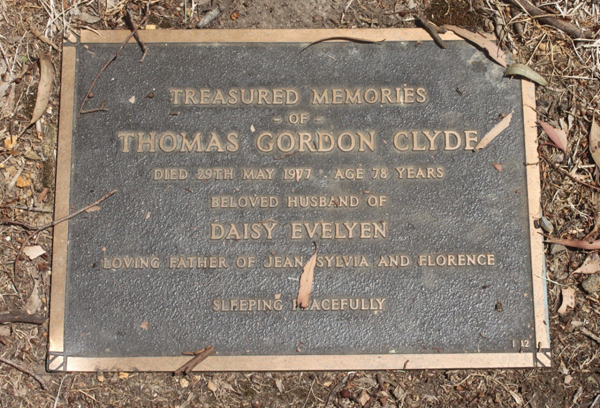 TREASURED MEMORIES
- OF -
THOMAS GORDON CLYDE
DIED 29TH MAY 1977 . AGE 78 YEARS
BELOVED HUSBAND OF
DAISY EVELYEN
LOVING FATHER OF JEAN, SYLVIA AND FLORENCE
SLEEPING PEACEFULLY